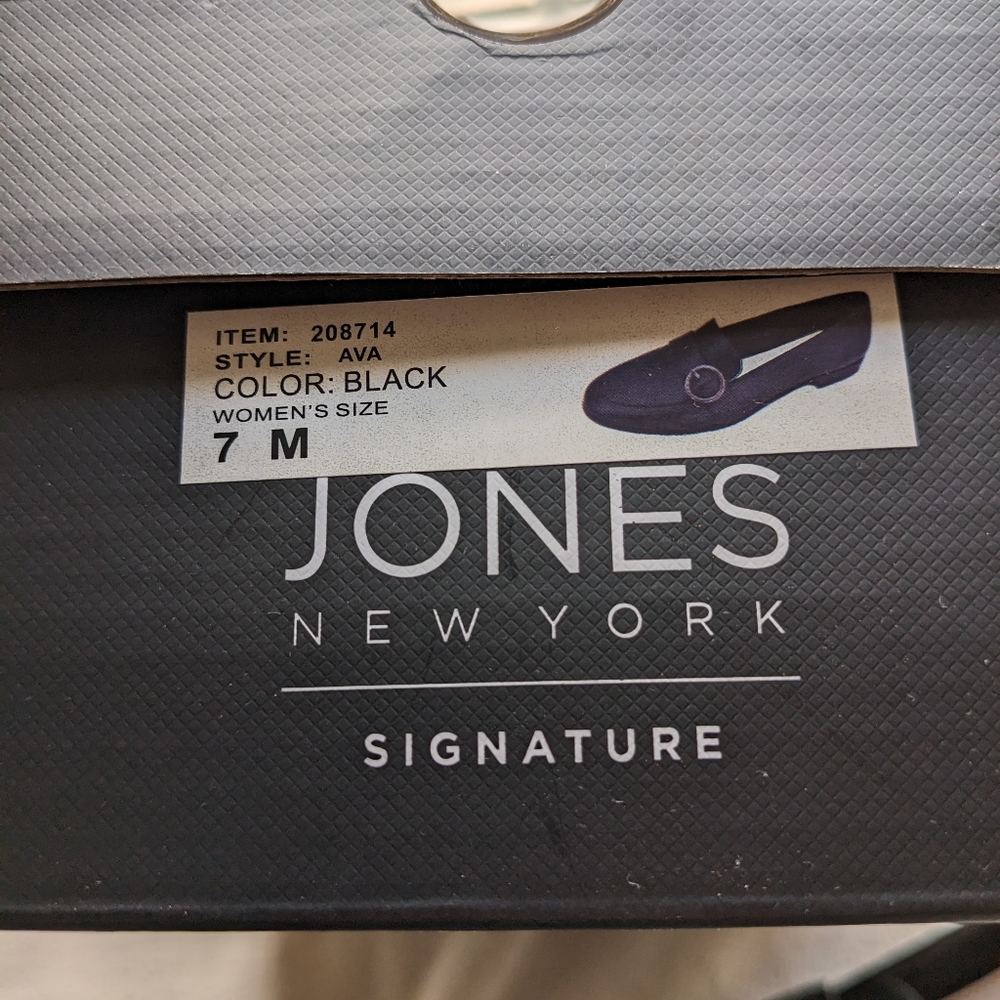 ITEM: 208714
STYLE: AVA
COLOR: BLACK
WOMEN'S SIZE
7 M
JONES
NEW YORK
SIGNATURE